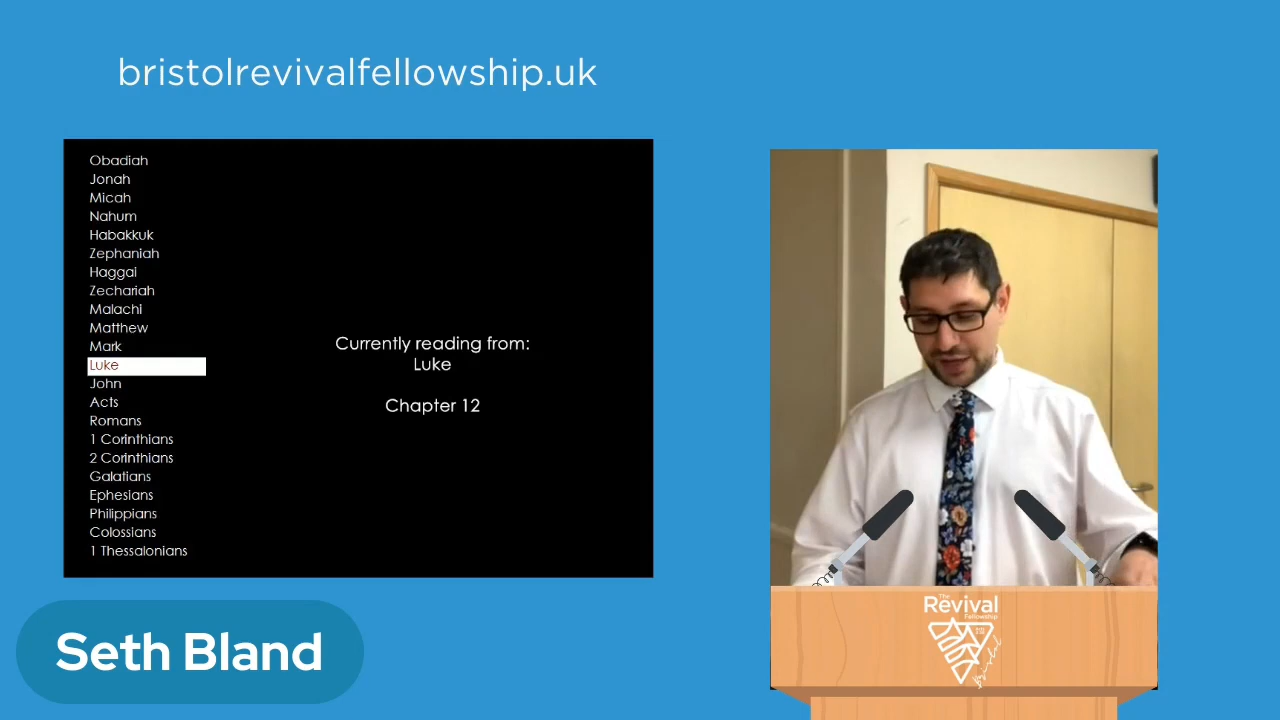 bristolrevivalfellowship.uk
Obadiah
Jonah
Micah
Nahum
Habakkuk
Zephaniah
Haggai
Zechariah
Malachi
Matthew
Mark
Luke
John
Acts
Romans
1 Corinthians
2 Corinthians
Galatians
Ephesians
Philippians
Colossians
1 Thessalonians
Currently reading from:
Luke
Chapter 12
Seth Bland
The
Revival
Fellowship
Bristol